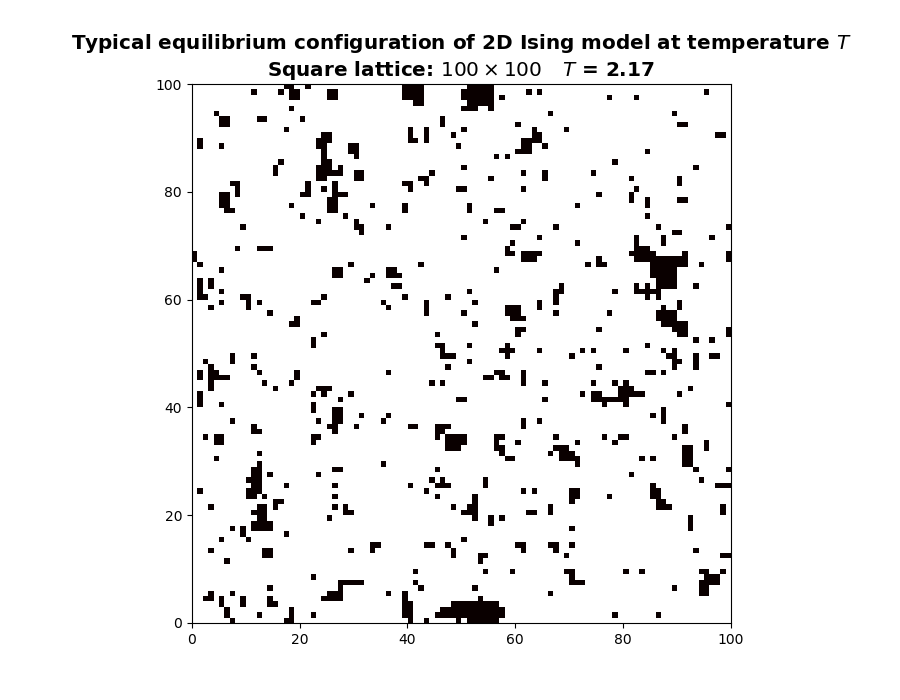 Typical equilibrium configuration of 2D Ising model at temperature T
Square lattice: 100 × 100 T = 2.17
100
80
60
40
20
0
0 20 40 60 80 100